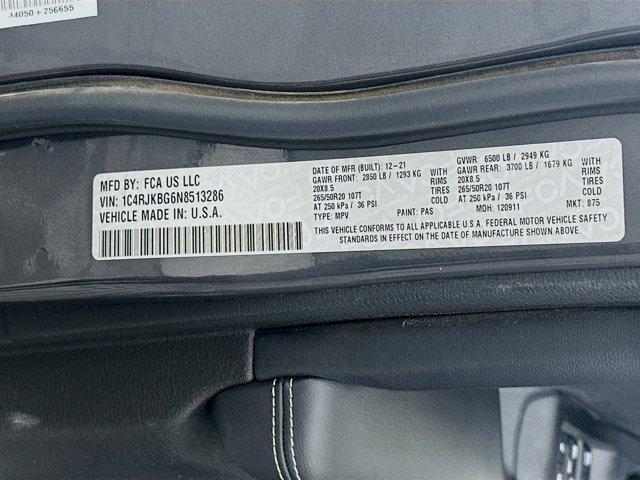 34050 + 256655
MFD BY: FCA US LLC
VIN: 1C4RJKBG6N8513286
VEHICLE MADE IN U.S.A.
DATE OF MFR (BUILT): 12-21
GAWR FRONT: 2850 LB / 1293 KG
WITH
20X8.5
RIMS
265/50R20 107T
TIRES
AT 250 kPa / 36 PSI
COLD
TYPE: MPV
PAINT: PAS
GVWR: 6500 LB / 2949 KG
GAWR REAR: 3700 LB / 1679 KG
WITH
20X8.5
RIMS
265/50R20 107T
TIRES
AT 250 kPa / 36 PSI
COLD
MDH: 120911
MKT: 875
THIS VEHICLE CONFORMS TO ALL APPLICABLE U.S.A. FEDERAL MOTOR VEHICLE SAFETY
STANDARDS IN EFFECT ON THE DATE OF MANUFACTURE SHOWN ABOVE.